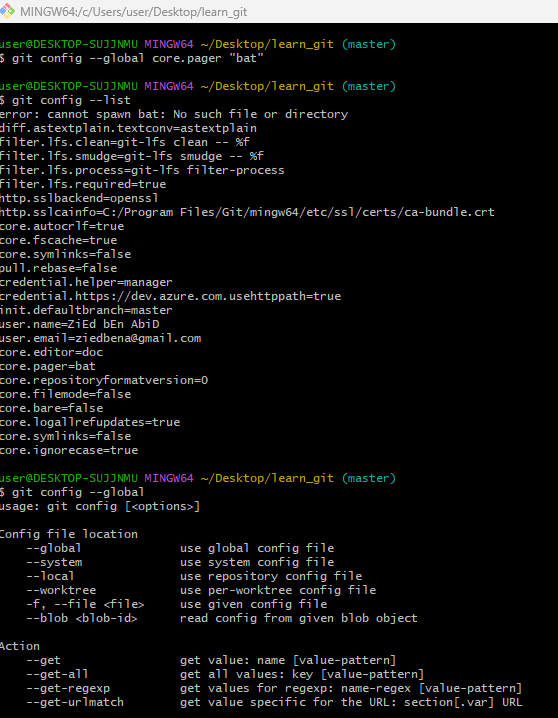 MINGW64:/c/Users/user/Desktop/learn_git
user@DESKTOP-SUJJNMU MINGW64 ~/Desktop/learn_git (master)
$ git config --global core.pager "bat"
user@DESKTOP-SUJJNMU MINGW64 ~/Desktop/learn_git (master)
$ git config --list
error: cannot spawn bat: No such file or directory
diff.astextplain.textconv=astextplain
filter.lfs.clean=git-lfs clean -- %f
filter.lfs.smudge=git-lfs smudge -- %f
filter.lfs.process=git-lfs filter-process
filter.lfs.required=true
http.sslbackend=openssl
http.sslcainfo=C:/Program Files/Git/mingw64/etc/ssl/certs/ca-bundle.crt
core.autocrlf=true
core.fscache=true
core.symlinks=false
pull.rebase=false
credential.helper=manager
credential.https://dev.azure.com.usehttppath=true
init.defaultbranch=master
user.name=ZiEd bEn AbiD
user.email=ziedbena@gmail.com
core.editor=doc
core.pager=bat
core.repositoryformatversion=0
core.filemode=false
core.bare=false
core.logallrefupdates=true
core.symlinks=false
core.ignorecase=true
user@DESKTOP-SUJJNMU MINGW64 ~/Desktop/learn_git (master)
$ git config --global
usage: git config [<options>]
Config file location
--global use global config file
--system use system config file
--local use repository config file
--worktree use per-worktree config file
-f, --file <file> use given config file
--blob <blob-id> read config from given blob object
Action
--get get value: name [value-pattern]
--get-all get all values: key [value-pattern]
--get-regexp get values for regexp: name-regex [value-pattern]
--get-urlmatch get value specific for the URL: section[.var] URL